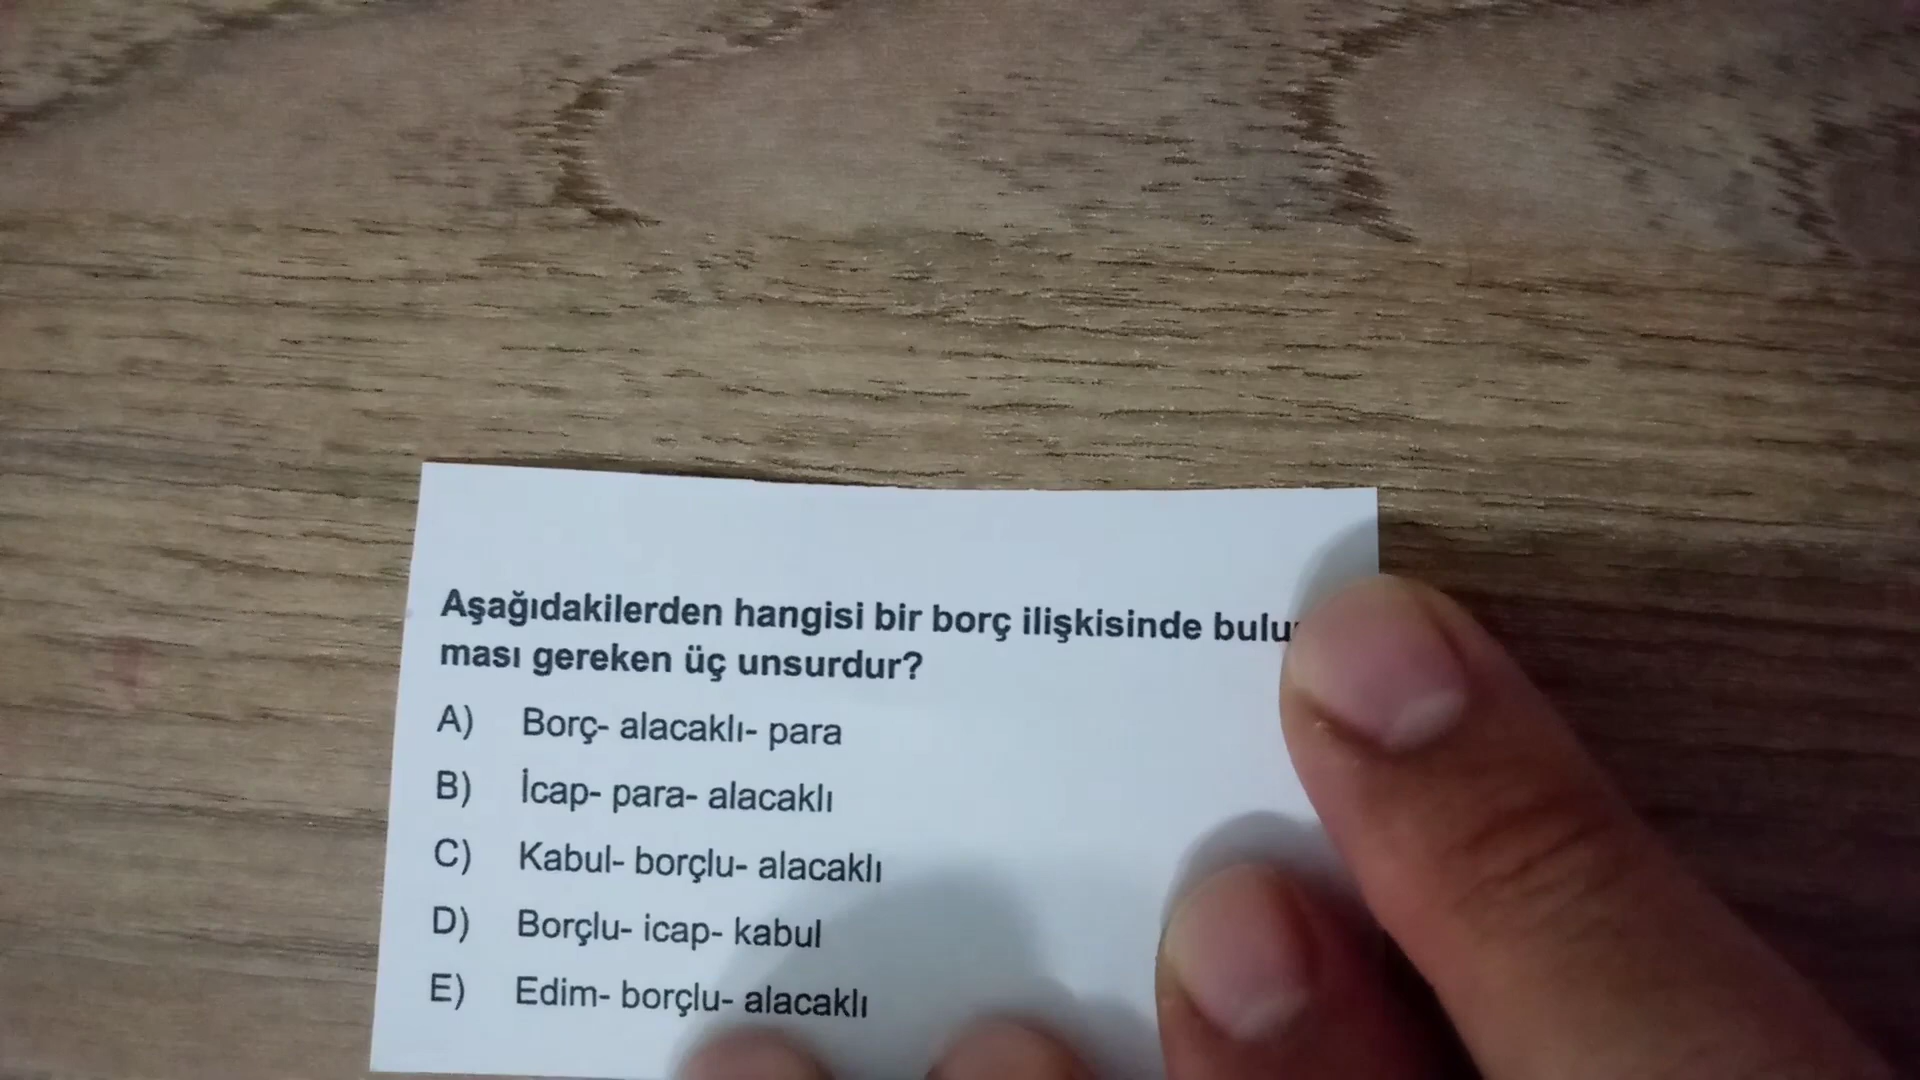 Aşağıdakilerden hangisi bir borç ilişkisinde
ması gereken üç unsurdur?
A) Borç- alacaklı- para
B) İcap- para- alacaklı
C) Kabul- borçlu- alacaklı
D) Borçlu- icap- kabul
E) Edim- borçlu- alacaklı